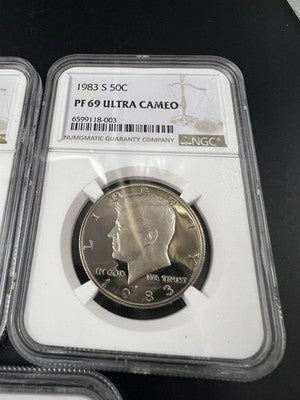 1983 S 50C
PF 69 ULTRA CAMEO
6599118-003
NUMISMATIC GUARANTY COMPANY
NGC
LIBERTY
IN GOD WE TRUST
1983